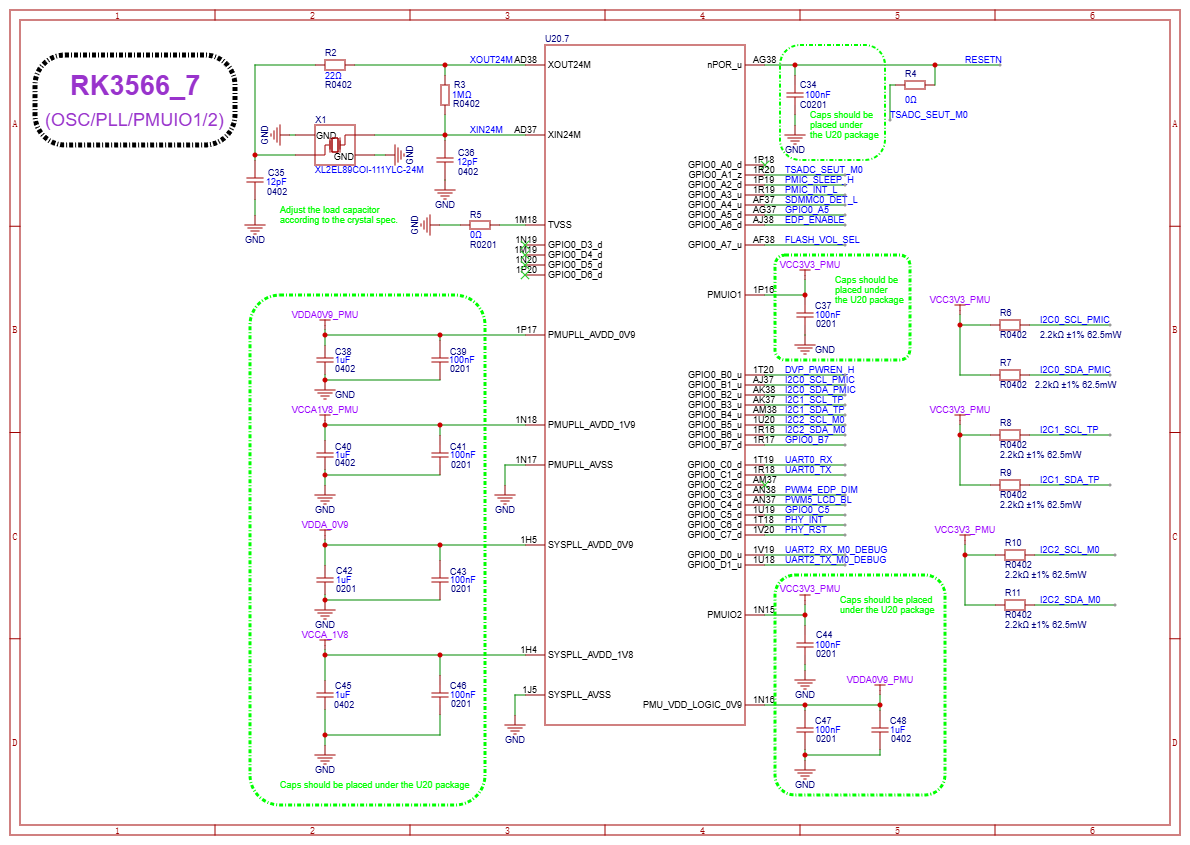 1 2 3 4 5 6
RK3566_7
(OSC/PLL/PMUIO1/2)
A
B
C
D
U20.7
R2
22Ω
R0402
XOUT24M AD38
XOUT24M
R3
1MΩ
R0402
X1
GND
GND
GND
GND
XL2EL89COI-111YLC-24M
XIN24M AD37
XIN24M
C35
12pF
0402
GND
C36
12pF
0402
GND
Adjust the load capacitor
according to the crystal spec.
GND
R5
0Ω
R0201
1M18 TVSS
1N19 GPIO0_D3_d
1M19 GPIO0_D4_d
1N20 GPIO0_D5_d
1P20 GPIO0_D6_d
VDDA0V9_PMU
1P17 PMUPLL_AVDD_0V9
C38
1uF
0402
C39
100nF
0201
GND
VCCA1V8_PMU
1N18 PMUPLL_AVDD_1V9
C40
1uF
0402
C41
100nF
0201
GND
1N17 PMUPLL_AVSS
GND
VDDA_0V9
1H5 SYSPLL_AVDD_0V9
C42
1uF
0201
C43
100nF
0201
GND
VCCA_1V8
1H4 SYSPLL_AVDD_1V8
C45
1uF
0402
C46
100nF
0201
GND
1J5 SYSPLL_AVSS
GND
Caps should be placed under the U20 package
nPOR_u AG38
RESETN
C34
100nF
C0201
GND
Caps should be
placed under
the U20 package
R4
0Ω
TSADC_SEUT_M0
GPIO0_A0_d 1P18
GPIO0_A1_z 1R20 TSADC_SEUT_M0
GPIO0_A2_d 1P19 PMIC_SLEEP_H
GPIO0_A3_u 1R19 PMIC_INT_L
GPIO0_A4_u AF37 SDMMC0_DET_L
GPIO0_A5_d AG37 GPIO0_A5
GPIO0_A6_d AJ38 EDP_ENABLE
GPIO0_A7_u AF38 FLASH_VOL_SEL
VCC3V3_PMU
PMUIO1 1P16
C37
100nF
0201
GND
Caps should be
placed under
the U20 package
GPIO0_B0_u 1T20 DVP_PWREN_H
GPIO0_B1_u AJ37 I2C0_SCL_PMIC
GPIO0_B2_u AK38 I2C0_SDA_PMIC
GPIO0_B3_u AK37 I2C1_SCL_TP
GPIO0_B4_u AM38 I2C1_SDA_TP
GPIO0_B5_u 1U20 I2C2_SCL_M0
GPIO0_B6_u 1R16 I2C2_SDA_M0
GPIO0_B7_d 1R17 GPIO0_B7
GPIO0_C0_d 1T19 UART0_RX
GPIO0_C1_d 1R18 UART0_TX
GPIO0_C2_d AM37
GPIO0_C3_d AN38 PWM4_EDP_DIM
GPIO0_C4_d AN37 PWM5_LCD_BL
GPIO0_C5_d 1U19 GPIO0_C5
GPIO0_C6_d 1T18 PHY_INT
GPIO0_C7_d 1V20 PHY_RST
GPIO0_D0_u 1V19 UART2_RX_M0_DEBUG
GPIO0_D1_u 1U18 UART2_TX_M0_DEBUG
VCC3V3_PMU
Caps should be placed
under the U20 package
PMUIO2 1N15
C44
100nF
0201
GND
VDDA0V9_PMU
PMU_VDD_LOGIC_0V9 1N16
C47
100nF
0201
C48
1uF
0402
GND
VCC3V3_PMU
R6
R0402
I2C0_SCL_PMIC
2.2kΩ ±1% 62.5mW
R7
R0402
I2C0_SDA_PMIC
2.2kΩ ±1% 62.5mW
VCC3V3_PMU
R8
R0402
I2C1_SCL_TP
2.2kΩ ±1% 62.5mW
R9
R0402
I2C1_SDA_TP
2.2kΩ ±1% 62.5mW
VCC3V3_PMU
R10
R0402
I2C2_SCL_M0
2.2kΩ ±1% 62.5mW
R11
R0402
I2C2_SDA_M0
2.2kΩ ±1% 62.5mW
A
B
C
D
1 2 3 4 5 6